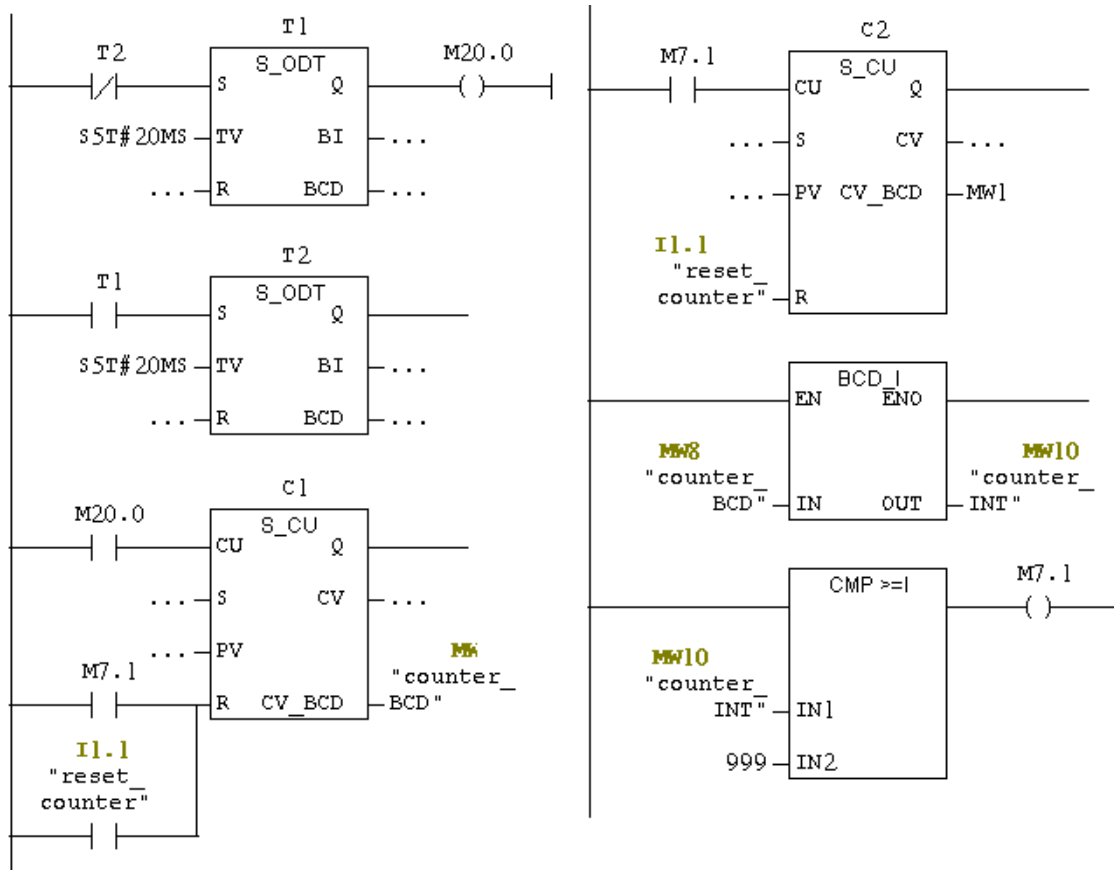 T1
T2
S_ODT
M20.0
S
Q
S5T#20MS
TV
BI
...
...
R
BCD
...
T2
T1
S_ODT
S
Q
S5T#20MS
TV
BI
...
...
R
BCD
...
C1
M20.0
S_CU
CU
Q
...
S
CV
...
...
PV
M7.1
MW
"counter_
BCD"
R
CV_BCD
I1.1
"reset_
counter"
C2
M7.1
S_CU
CU
Q
...
S
CV
...
...
PV
CV_BCD
MW1
I1.1
"reset_
counter"
R
BCD_I
EN
ENO
MW8
"counter_
BCD"
IN
OUT
MW10
"counter_
INT"
CMP >=I
M7.1
MW10
"counter_
INT"
IN1
999
IN2